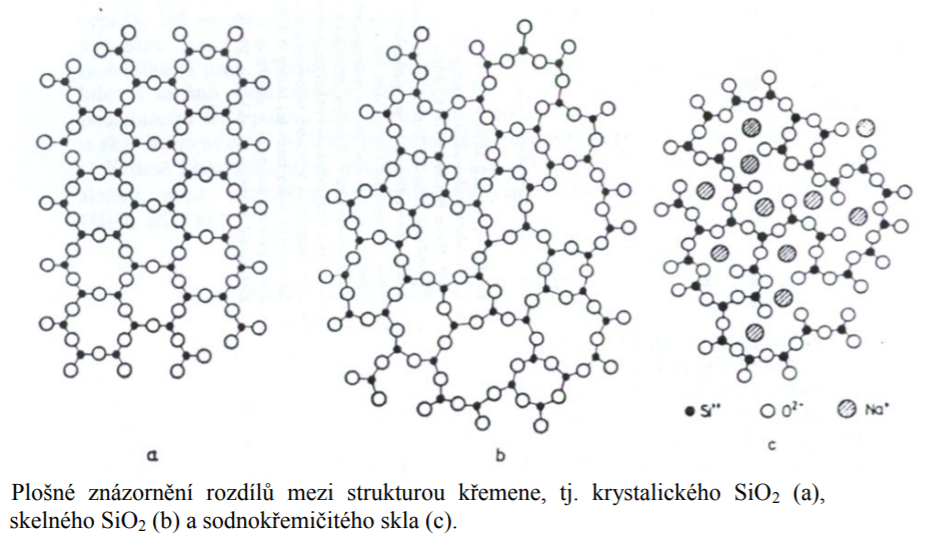 Si⁴⁺ O²⁻ Na⁺
a b c
Plošné znázornění rozdílů mezi strukturou křemene, tj. krystalického SiO₂ (a),
skelného SiO₂ (b) a sodnokřemičitého skla (c).